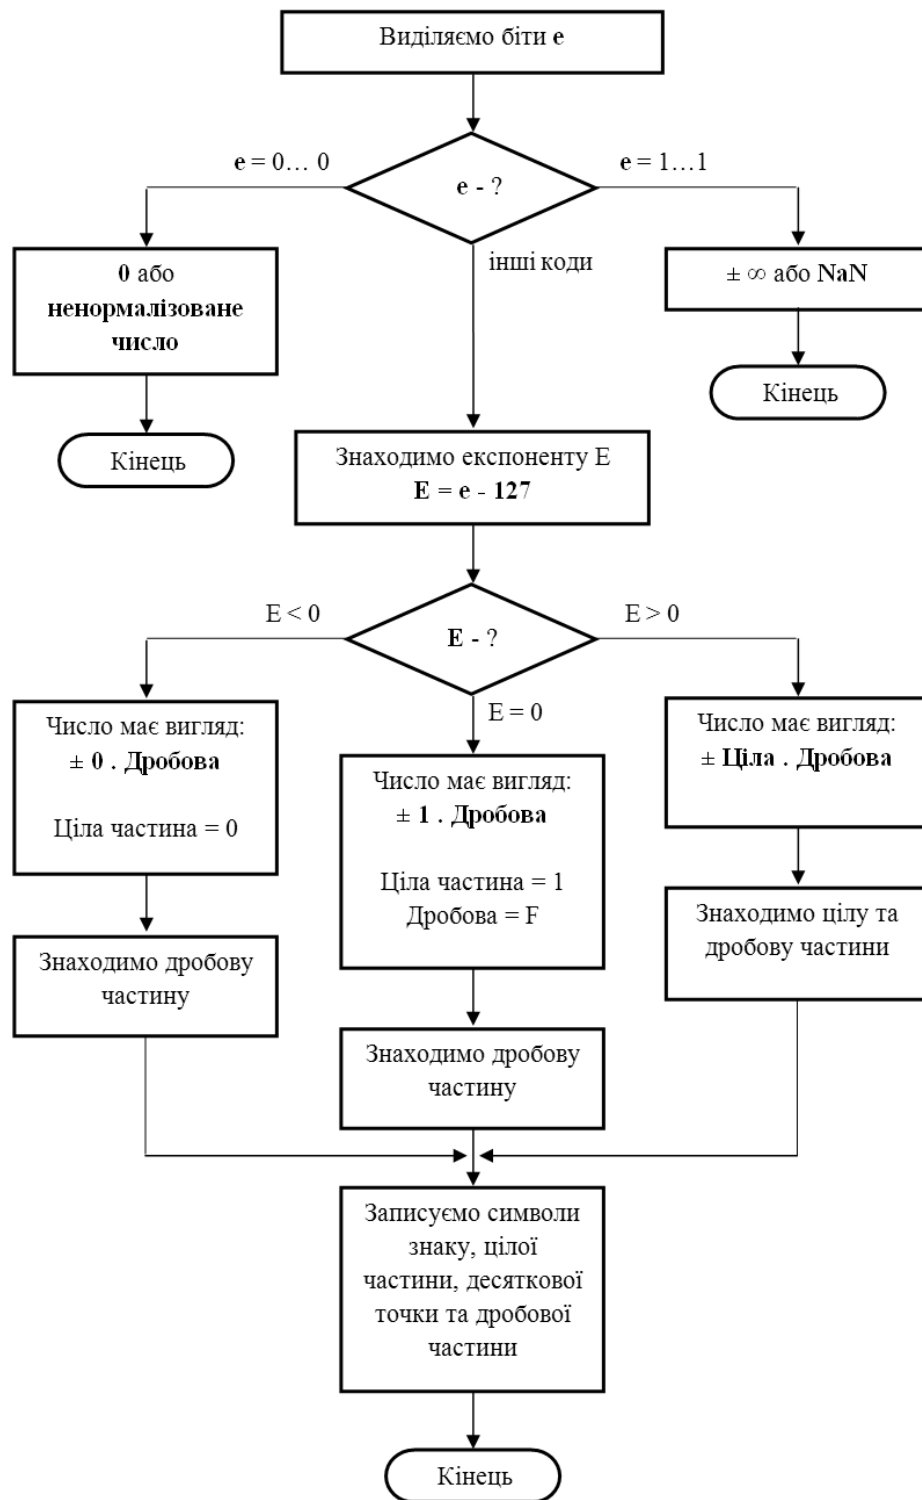 Виділяємо біти e
e = 0… 0
e - ?
e = 1…1
0 або
ненормалізоване
число
інші коди
± ∞ або NaN
Кінець
Кінець
Знаходимо експоненту E
E = e - 127
E < 0
E - ?
E > 0
Число має вигляд:
± 0 . Дробова
Ціла частина = 0
E = 0
Число має вигляд:
± 1 . Дробова
Ціла частина = 1
Дробова = F
Число має вигляд:
± Ціла . Дробова
Знаходимо дробову
частину
Знаходимо дробову
частину
Знаходимо цілу та
дробову частини
Записуємо символи
знаку, цілої
частини, десяткової
точки та дробової
частини
Кінець